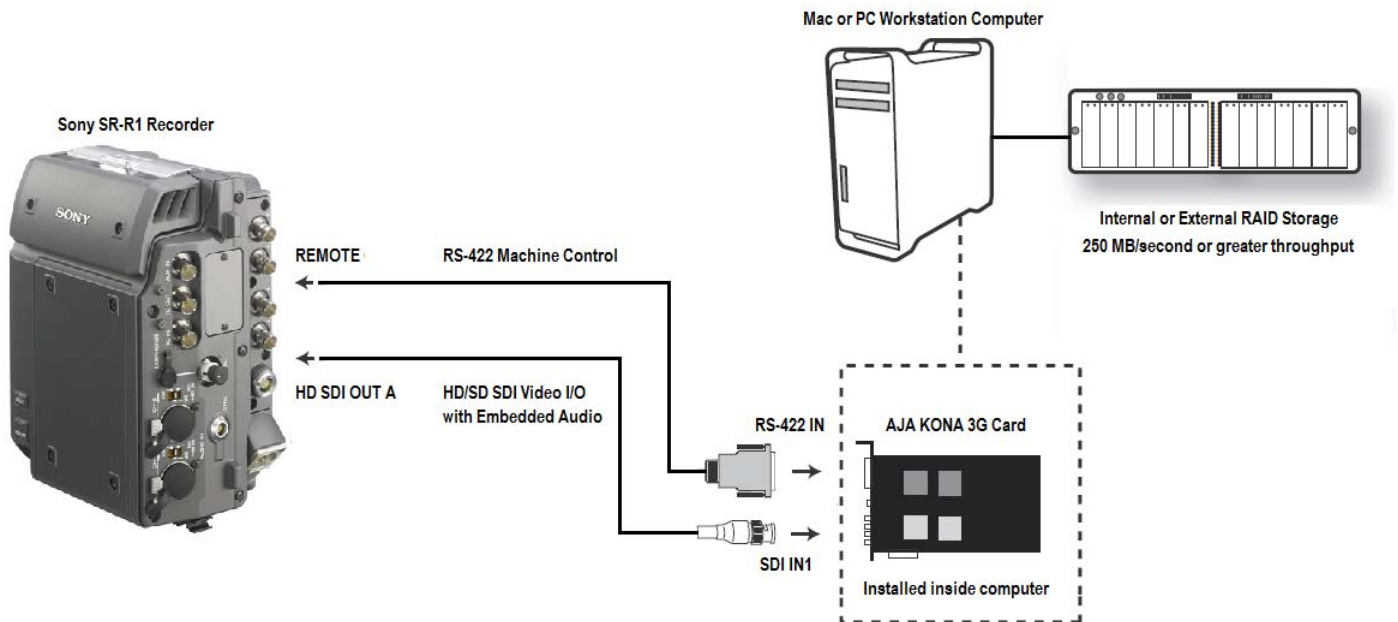 Mac or PC Workstation Computer
Sony SR-R1 Recorder
SONY
Internal or External RAID Storage
250 MB/second or greater throughput
REMOTE
RS-422 Machine Control
HD SDI OUT A
HD/SD SDI Video I/O
with Embedded Audio
RS-422 IN
AJA KONA 3G Card
SDI IN1
Installed inside computer